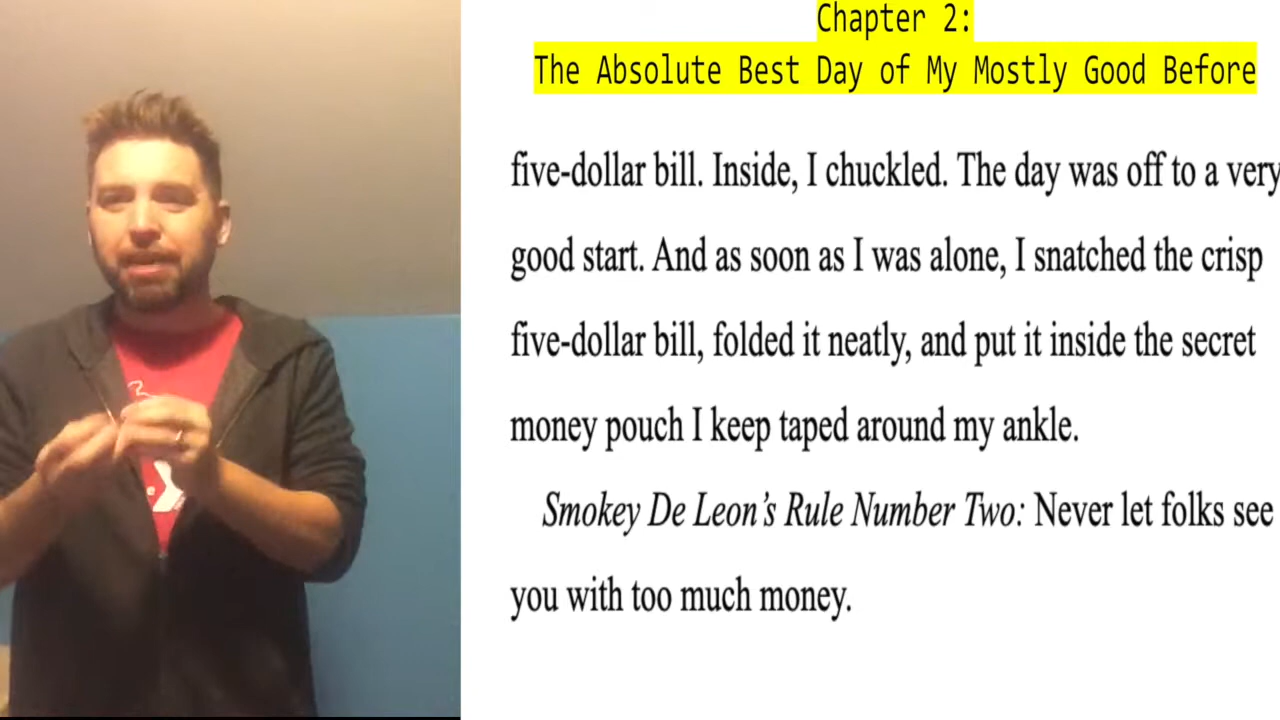 Chapter 2:
The Absolute Best Day of My Mostly Good Before
five-dollar bill. Inside, I chuckled. The day was off to a very
good start. And as soon as I was alone, I snatched the crisp
five-dollar bill, folded it neatly, and put it inside the secret
money pouch I keep taped around my ankle.
Smokey De Leon’s Rule Number Two: Never let folks see
you with too much money.